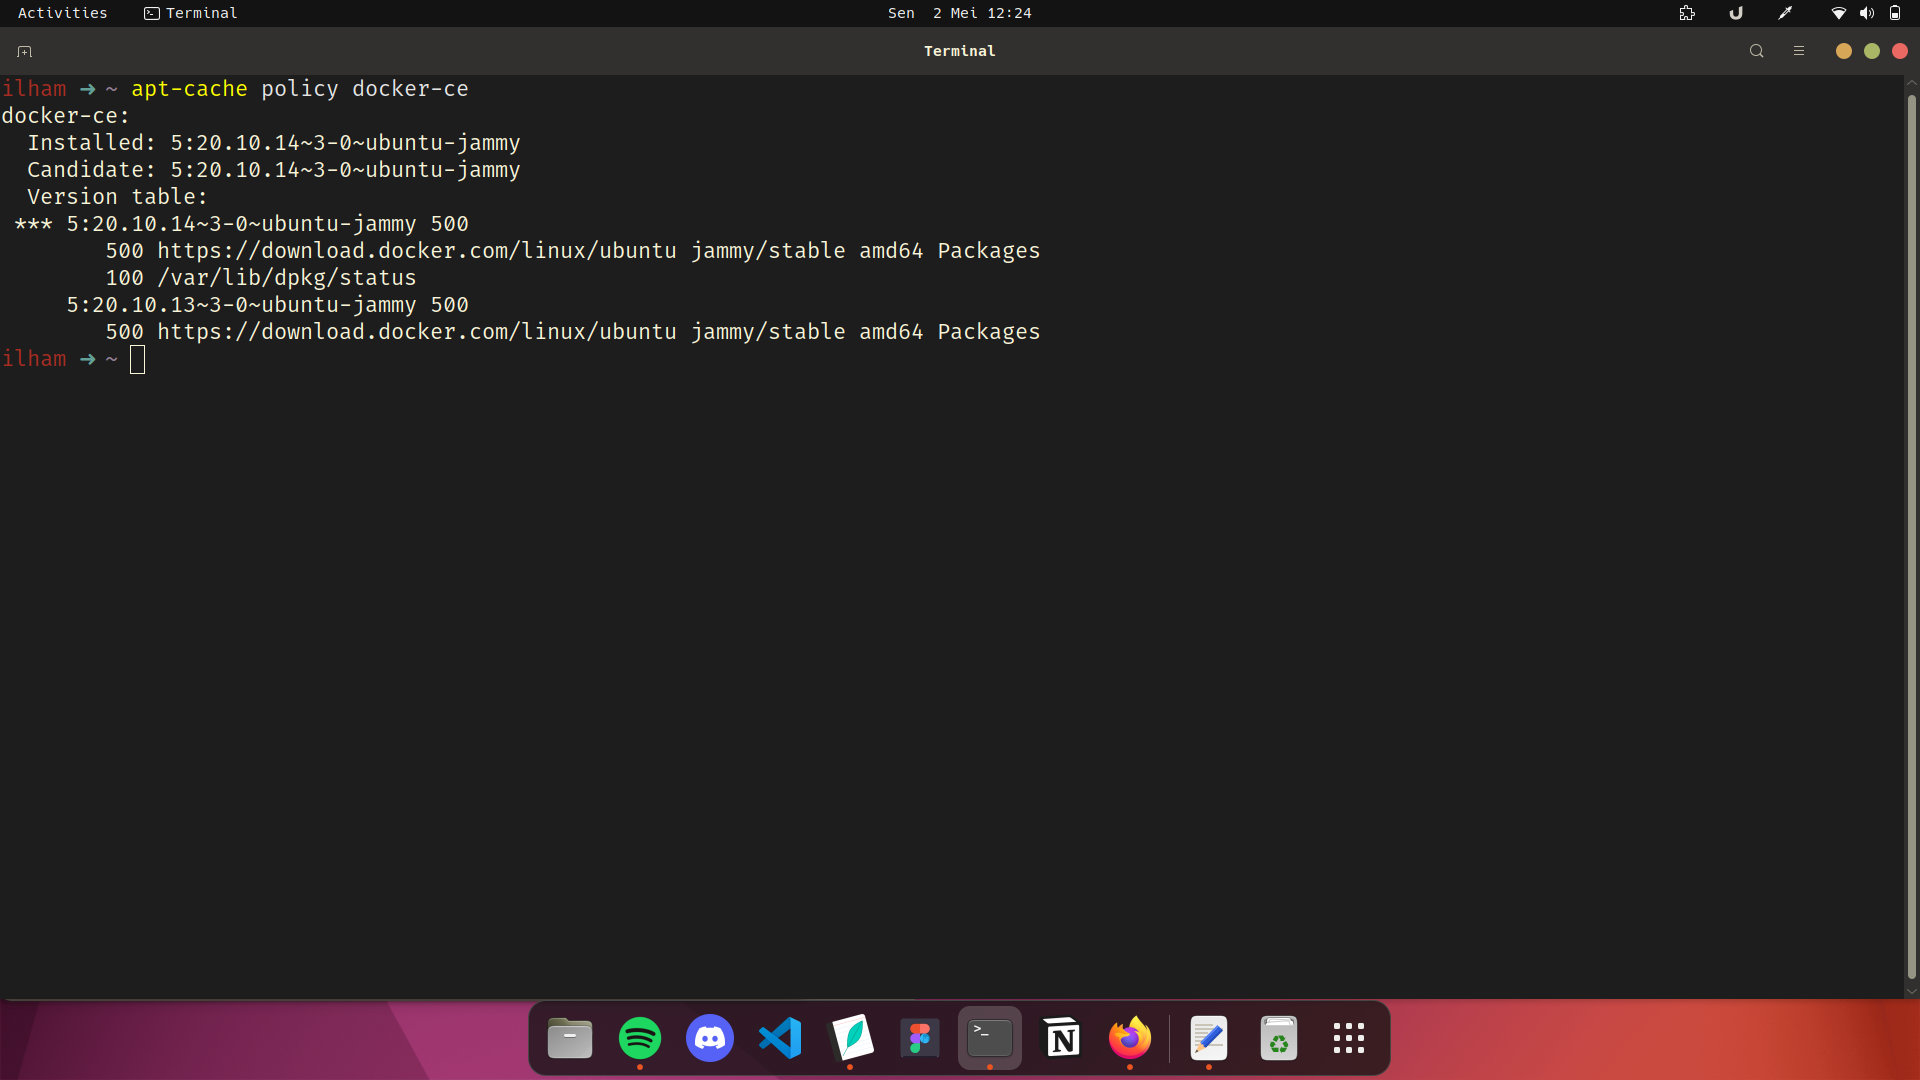 Activities Terminal Sen 2 Mei 12:24
Terminal
ilham ➜ ~ apt-cache policy docker-ce
docker-ce:
  Installed: 5:20.10.14~3-0~ubuntu-jammy
  Candidate: 5:20.10.14~3-0~ubuntu-jammy
  Version table:
 *** 5:20.10.14~3-0~ubuntu-jammy 500
        500 https://download.docker.com/linux/ubuntu jammy/stable amd64 Packages
        100 /var/lib/dpkg/status
     5:20.10.13~3-0~ubuntu-jammy 500
        500 https://download.docker.com/linux/ubuntu jammy/stable amd64 Packages
ilham ➜ ~